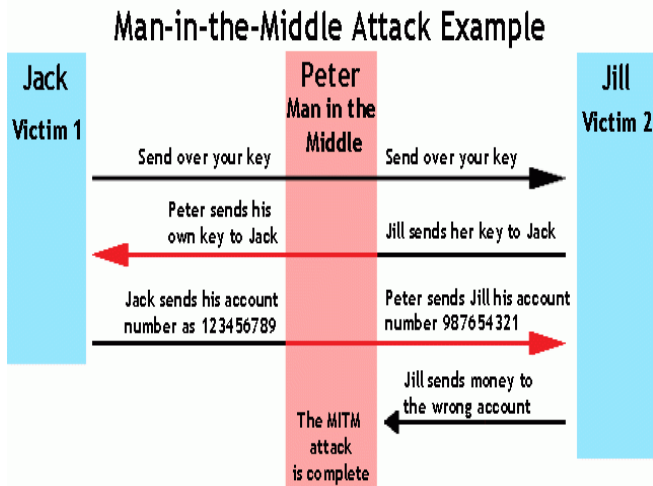 Man-in-the-Middle Attack Example
Jack
Victim 1
Peter
Man in the
Middle
Jill
Victim 2
Send over your key
Send over your key
Peter sends his
own key to Jack
Jill sends her key to Jack
Jack sends his account
number as 123456789
Peter sends Jill his account
number 987654321
Jill sends money to
the wrong account
The MITM
attack
is complete